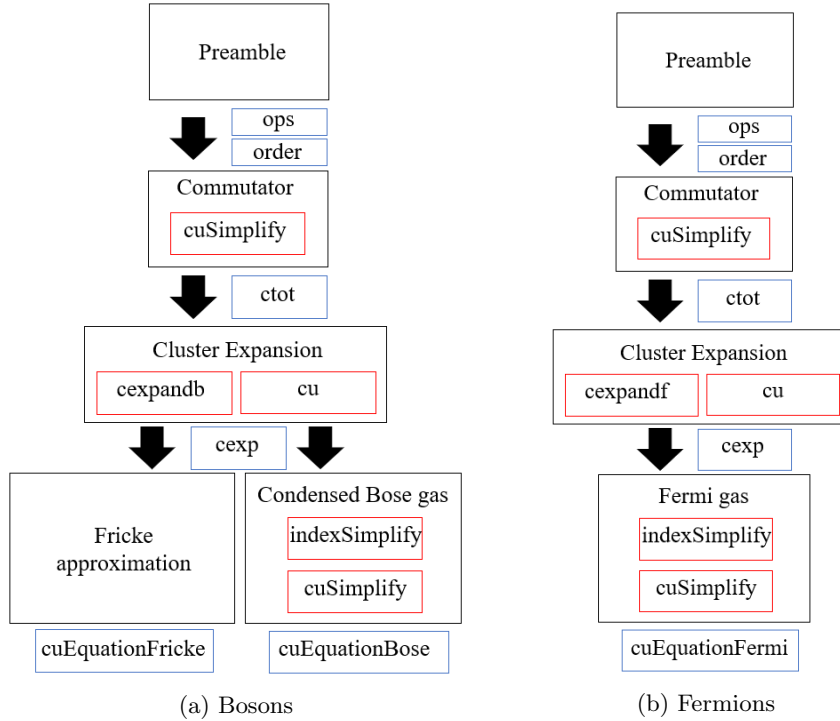 Preamble
ops
order
Commutator
cuSimplify
ctot
Cluster Expansion
cexpandb
cu
cexp
Fricke
approximation
Condensed Bose gas
indexSimplify
cuSimplify
cuEquationFricke
cuEquationBose
(a) Bosons
Preamble
ops
order
Commutator
cuSimplify
ctot
Cluster Expansion
cexpandf
cu
cexp
Fermi gas
indexSimplify
cuSimplify
cuEquationFermi
(b) Fermions